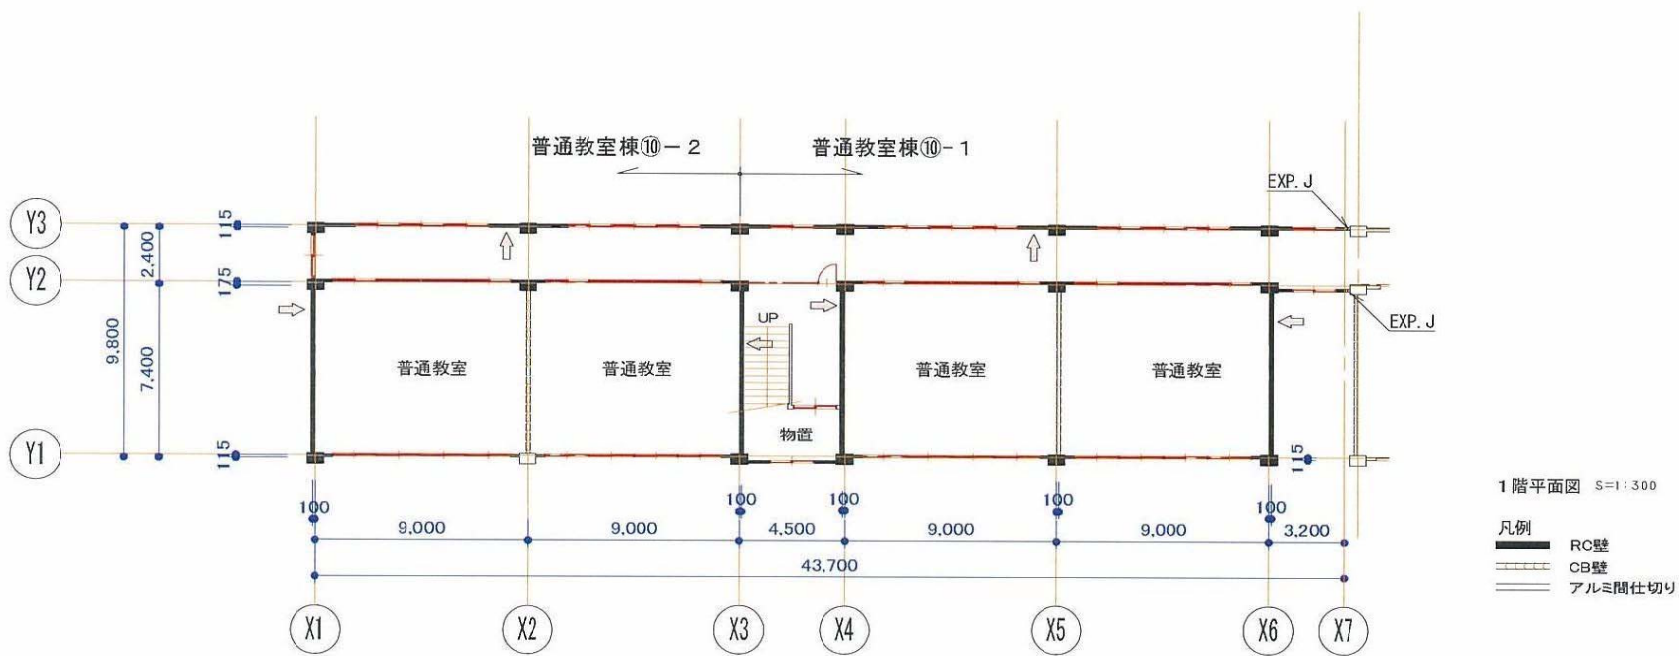 普通教室棟⑩－２
普通教室棟⑩-1
EXP. J
Y3
115
2,400
Y2
175
9,800
7,400
UP
EXP. J
普通教室
普通教室
普通教室
普通教室
物置
Y1
115
115
1階平面図 S=1:300
100
100
100
100
100
9,000
9,000
4,500
9,000
9,000
3,200
凡例
RC壁
CB壁
アルミ間仕切り
43,700
X1
X2
X3
X4
X5
X6
X7